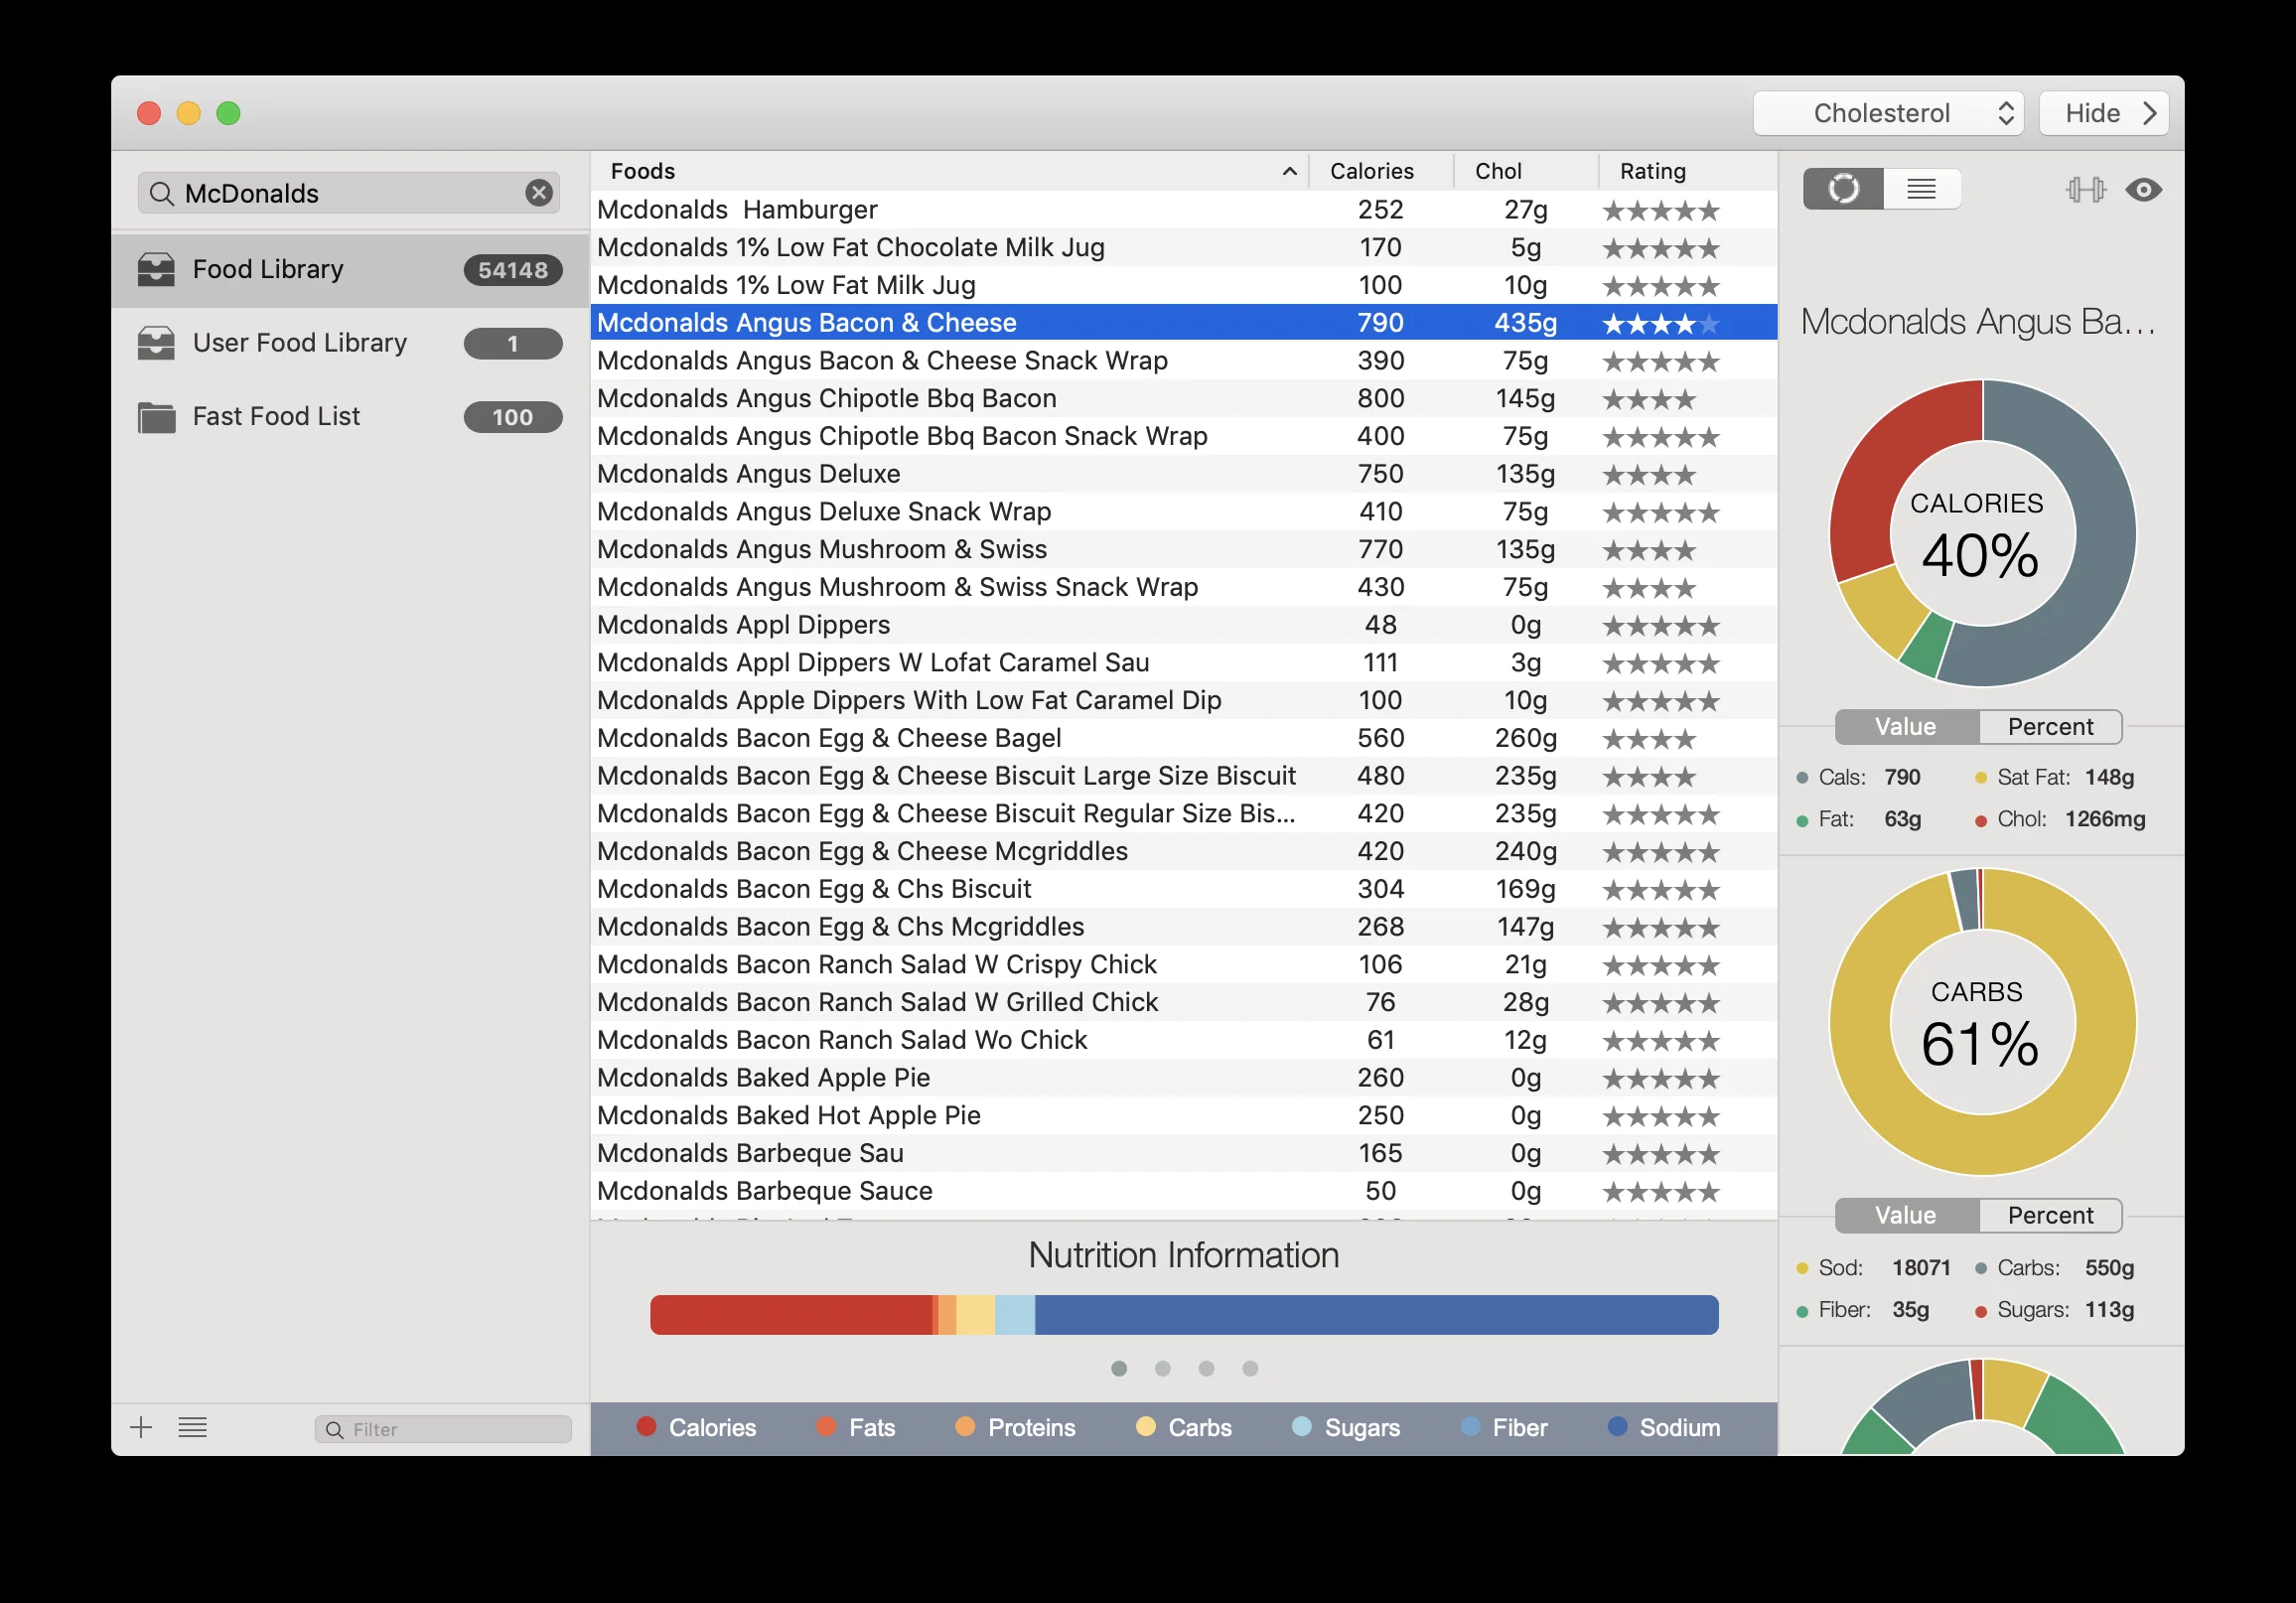 Cholesterol
Hide
McDonalds
Food Library 54148
User Food Library 1
Fast Food List 100
Filter
Foods Calories Chol Rating
Mcdonalds  Hamburger 252 27g ★★★★★
Mcdonalds 1% Low Fat Chocolate Milk Jug 170 5g ★★★★★
Mcdonalds 1% Low Fat Milk Jug 100 10g ★★★★★
Mcdonalds Angus Bacon & Cheese 790 435g ★★★★★
Mcdonalds Angus Bacon & Cheese Snack Wrap 390 75g ★★★★★
Mcdonalds Angus Chipotle Bbq Bacon 800 145g ★★★★
Mcdonalds Angus Chipotle Bbq Bacon Snack Wrap 400 75g ★★★★★
Mcdonalds Angus Deluxe 750 135g ★★★★
Mcdonalds Angus Deluxe Snack Wrap 410 75g ★★★★★
Mcdonalds Angus Mushroom & Swiss 770 135g ★★★★
Mcdonalds Angus Mushroom & Swiss Snack Wrap 430 75g ★★★★
Mcdonalds Appl Dippers 48 0g ★★★★★
Mcdonalds Appl Dippers W Lofat Caramel Sau 111 3g ★★★★★
Mcdonalds Apple Dippers With Low Fat Caramel Dip 100 10g ★★★★★
Mcdonalds Bacon Egg & Cheese Bagel 560 260g ★★★★
Mcdonalds Bacon Egg & Cheese Biscuit Large Size Biscuit 480 235g ★★★★
Mcdonalds Bacon Egg & Cheese Biscuit Regular Size Bis... 420 235g ★★★★★
Mcdonalds Bacon Egg & Cheese Mcgriddles 420 240g ★★★★★
Mcdonalds Bacon Egg & Chs Biscuit 304 169g ★★★★★
Mcdonalds Bacon Egg & Chs Mcgriddles 268 147g ★★★★★
Mcdonalds Bacon Ranch Salad W Crispy Chick 106 21g ★★★★★
Mcdonalds Bacon Ranch Salad W Grilled Chick 76 28g ★★★★★
Mcdonalds Bacon Ranch Salad Wo Chick 61 12g ★★★★★
Mcdonalds Baked Apple Pie 260 0g ★★★★★
Mcdonalds Baked Hot Apple Pie 250 0g ★★★★★
Mcdonalds Barbeque Sau 165 0g ★★★★★
Mcdonalds Barbeque Sauce 50 0g ★★★★★
Nutrition Information
Calories Fats Proteins Carbs Sugars Fiber Sodium
Mcdonalds Angus Ba...
CALORIES
40%
Value Percent
Cals: 790 Sat Fat: 148g
Fat: 63g Chol: 1266mg
CARBS
61%
Value Percent
Sod: 18071 Carbs: 550g
Fiber: 35g Sugars: 113g